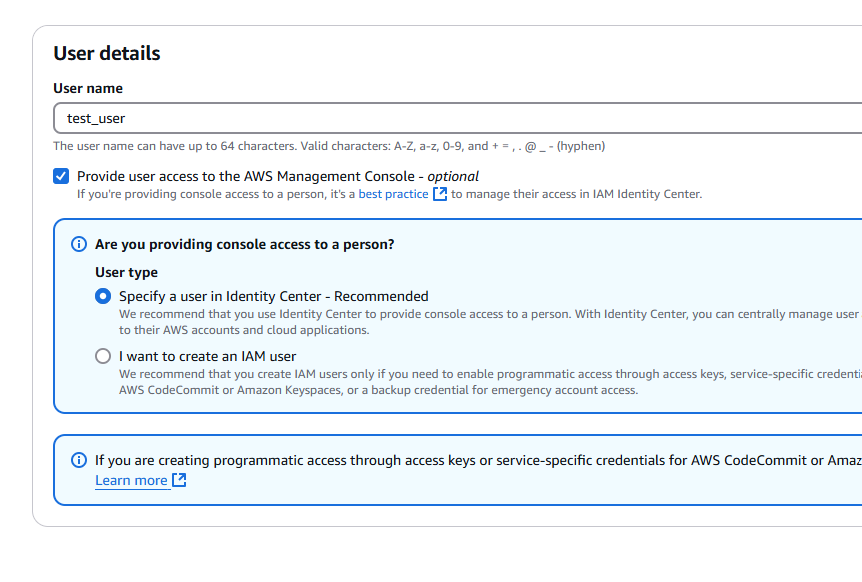 User details
User name
test_user
The user name can have up to 64 characters. Valid characters: A-Z, a-z, 0-9, and + = , . @ _ - (hyphen)
Provide user access to the AWS Management Console - optional
If you're providing console access to a person, it's a best practice to manage their access in IAM Identity Center.
Are you providing console access to a person?
User type
Specify a user in Identity Center - Recommended
We recommend that you use Identity Center to provide console access to a person. With Identity Center, you can centrally manage user
to their AWS accounts and cloud applications.
I want to create an IAM user
We recommend that you create IAM users only if you need to enable programmatic access through access keys, service-specific credenti
AWS CodeCommit or Amazon Keyspaces, or a backup credential for emergency account access.
If you are creating programmatic access through access keys or service-specific credentials for AWS CodeCommit or Amaz
Learn more